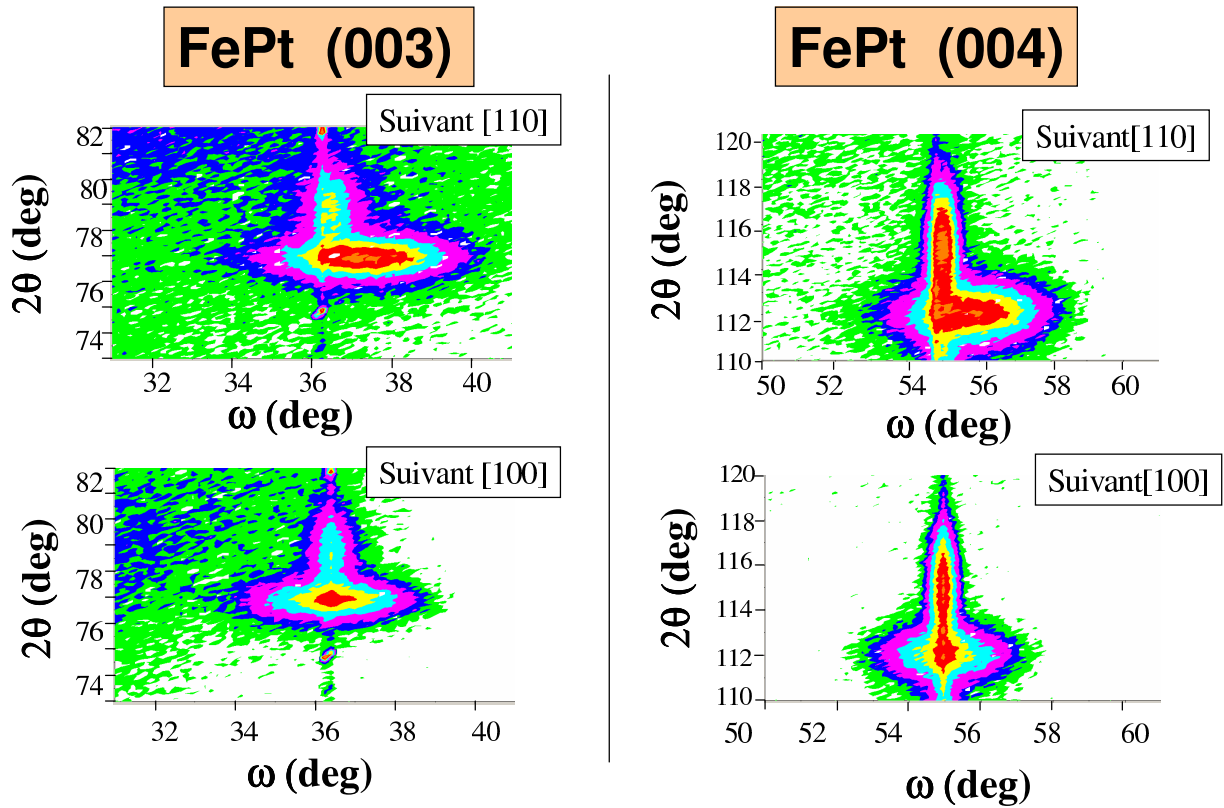 FePt (003)
FePt (004)
Suivant [110]
82
80
78
76
74
2θ (deg)
32 34 36 38 40
ω (deg)
Suivant[110]
120
118
116
114
112
110
2θ (deg)
50 52 54 56 58 60
ω (deg)
Suivant [100]
82
80
78
76
74
2θ (deg)
32 34 36 38 40
ω (deg)
Suivant[100]
120
118
116
114
112
110
2θ (deg)
50 52 54 56 58 60
ω (deg)